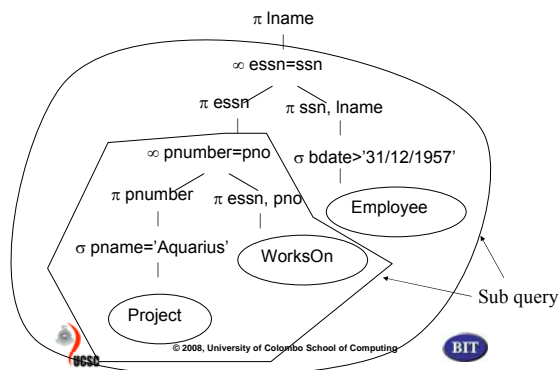 π lname
∞ essn=ssn
π essn
π ssn, lname
∞ pnumber=pno
σ bdate>'31/12/1957'
π pnumber
π essn, pno
Employee
σ pname='Aquarius'
WorksOn
Sub query
Project
© 2008, University of Colombo School of Computing
UCSC
BIT